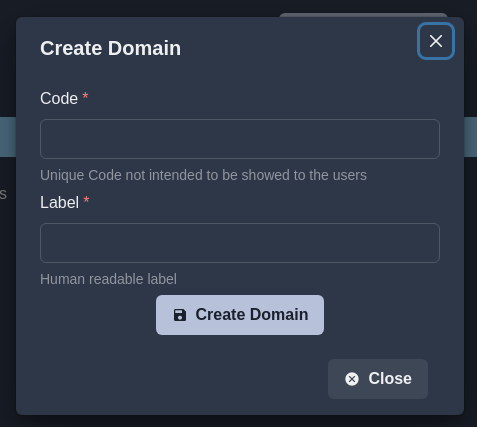 Create Domain
Code *
Unique Code not intended to be showed to the users
Label *
Human readable label
Create Domain
Close
s